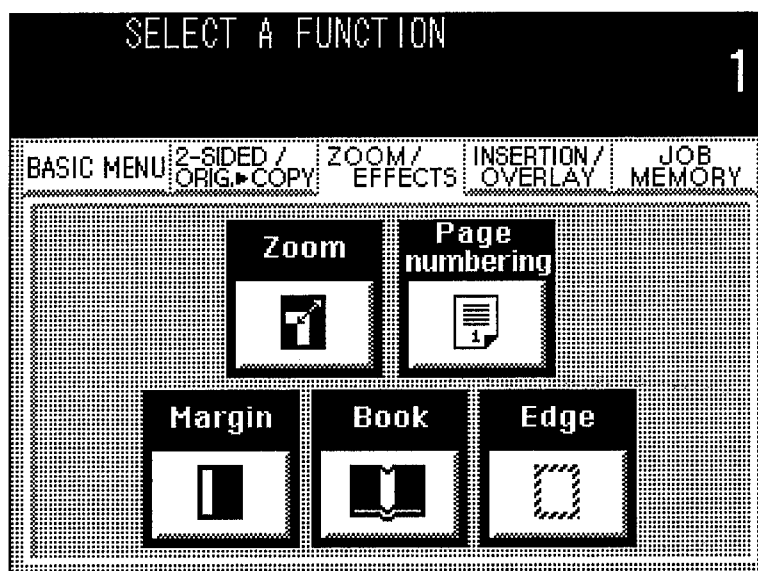 SELECT A FUNCTION
1
BASIC MENU
2-SIDED /
ORIG.▶COPY
ZOOM/
EFFECTS
INSERTION/
OVERLAY
JOB
MEMORY
Zoom
Page
numbering
1
Margin
Book
Edge